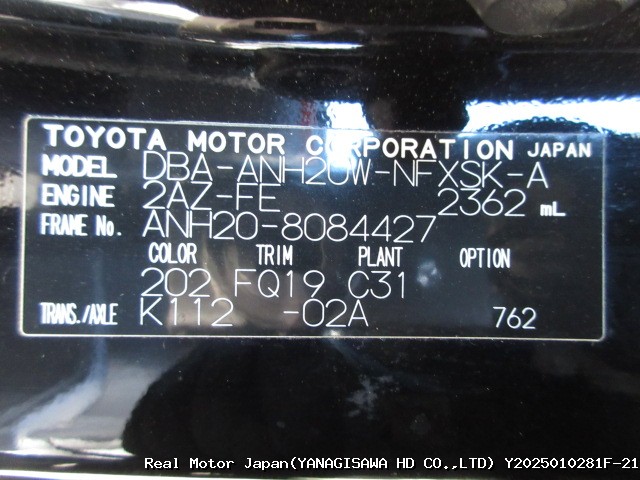 TOYOTA MOTOR CORPORATION JAPAN
MODEL DBA-ANH20W-NFXSK-A
ENGINE 2AZ-FE 2362 mL
FRAME No. ANH20-8084427
COLOR TRIM PLANT OPTION
202 FQ19 C31
TRANS./AXLE K112 -02A 762
Real Motor Japan(YANAGISAWA HD CO.,LTD) Y2025010281F-21